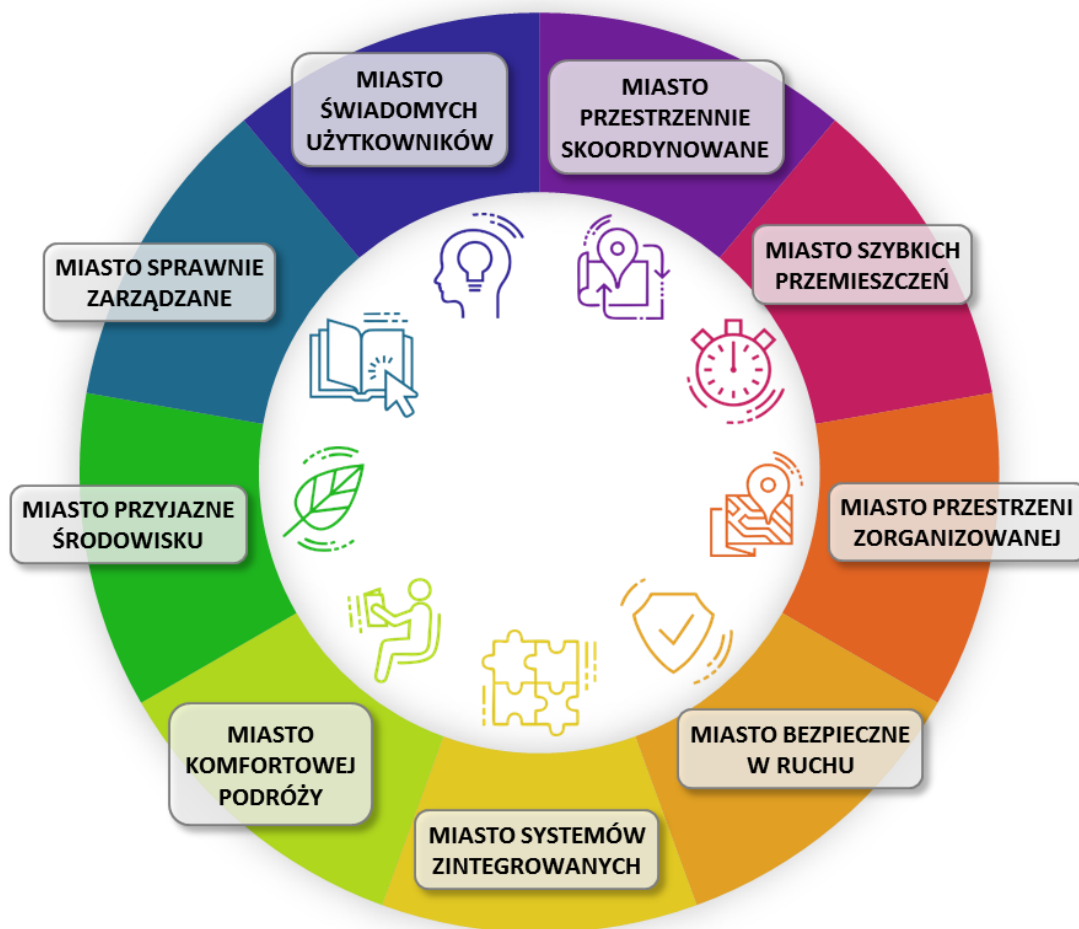 MIASTO
ŚWIADOMYCH
UŻYTKOWNIKÓW
MIASTO
PRZESTRZENNIE
SKOORDYNOWANE
MIASTO SZYBKICH
PRZEMIESZCZEŃ
MIASTO PRZESTRZENI
ZORGANIZOWANEJ
MIASTO BEZPIECZNE
W RUCHU
MIASTO SYSTEMÓW
ZINTEGROWANYCH
MIASTO
KOMFORTOWEJ
PODRÓŻY
MIASTO PRZYJAZNE
ŚRODOWISKU
MIASTO SPRAWNIE
ZARZĄDZANE